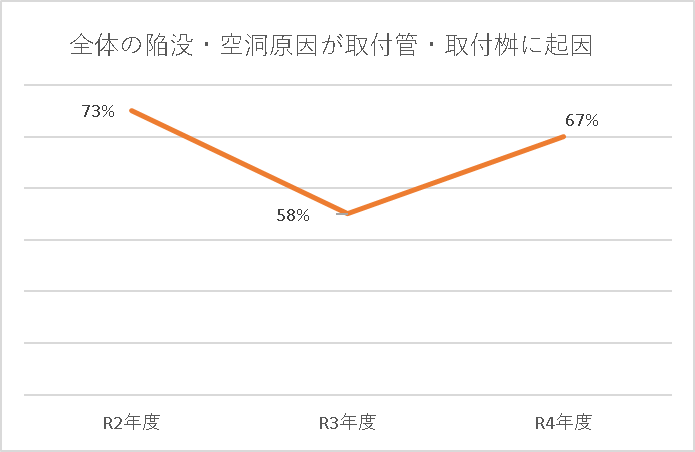 全体の陥没・空洞原因が取付管・取付桝に起因
73%
58%
67%
R2年度
R3年度
R4年度